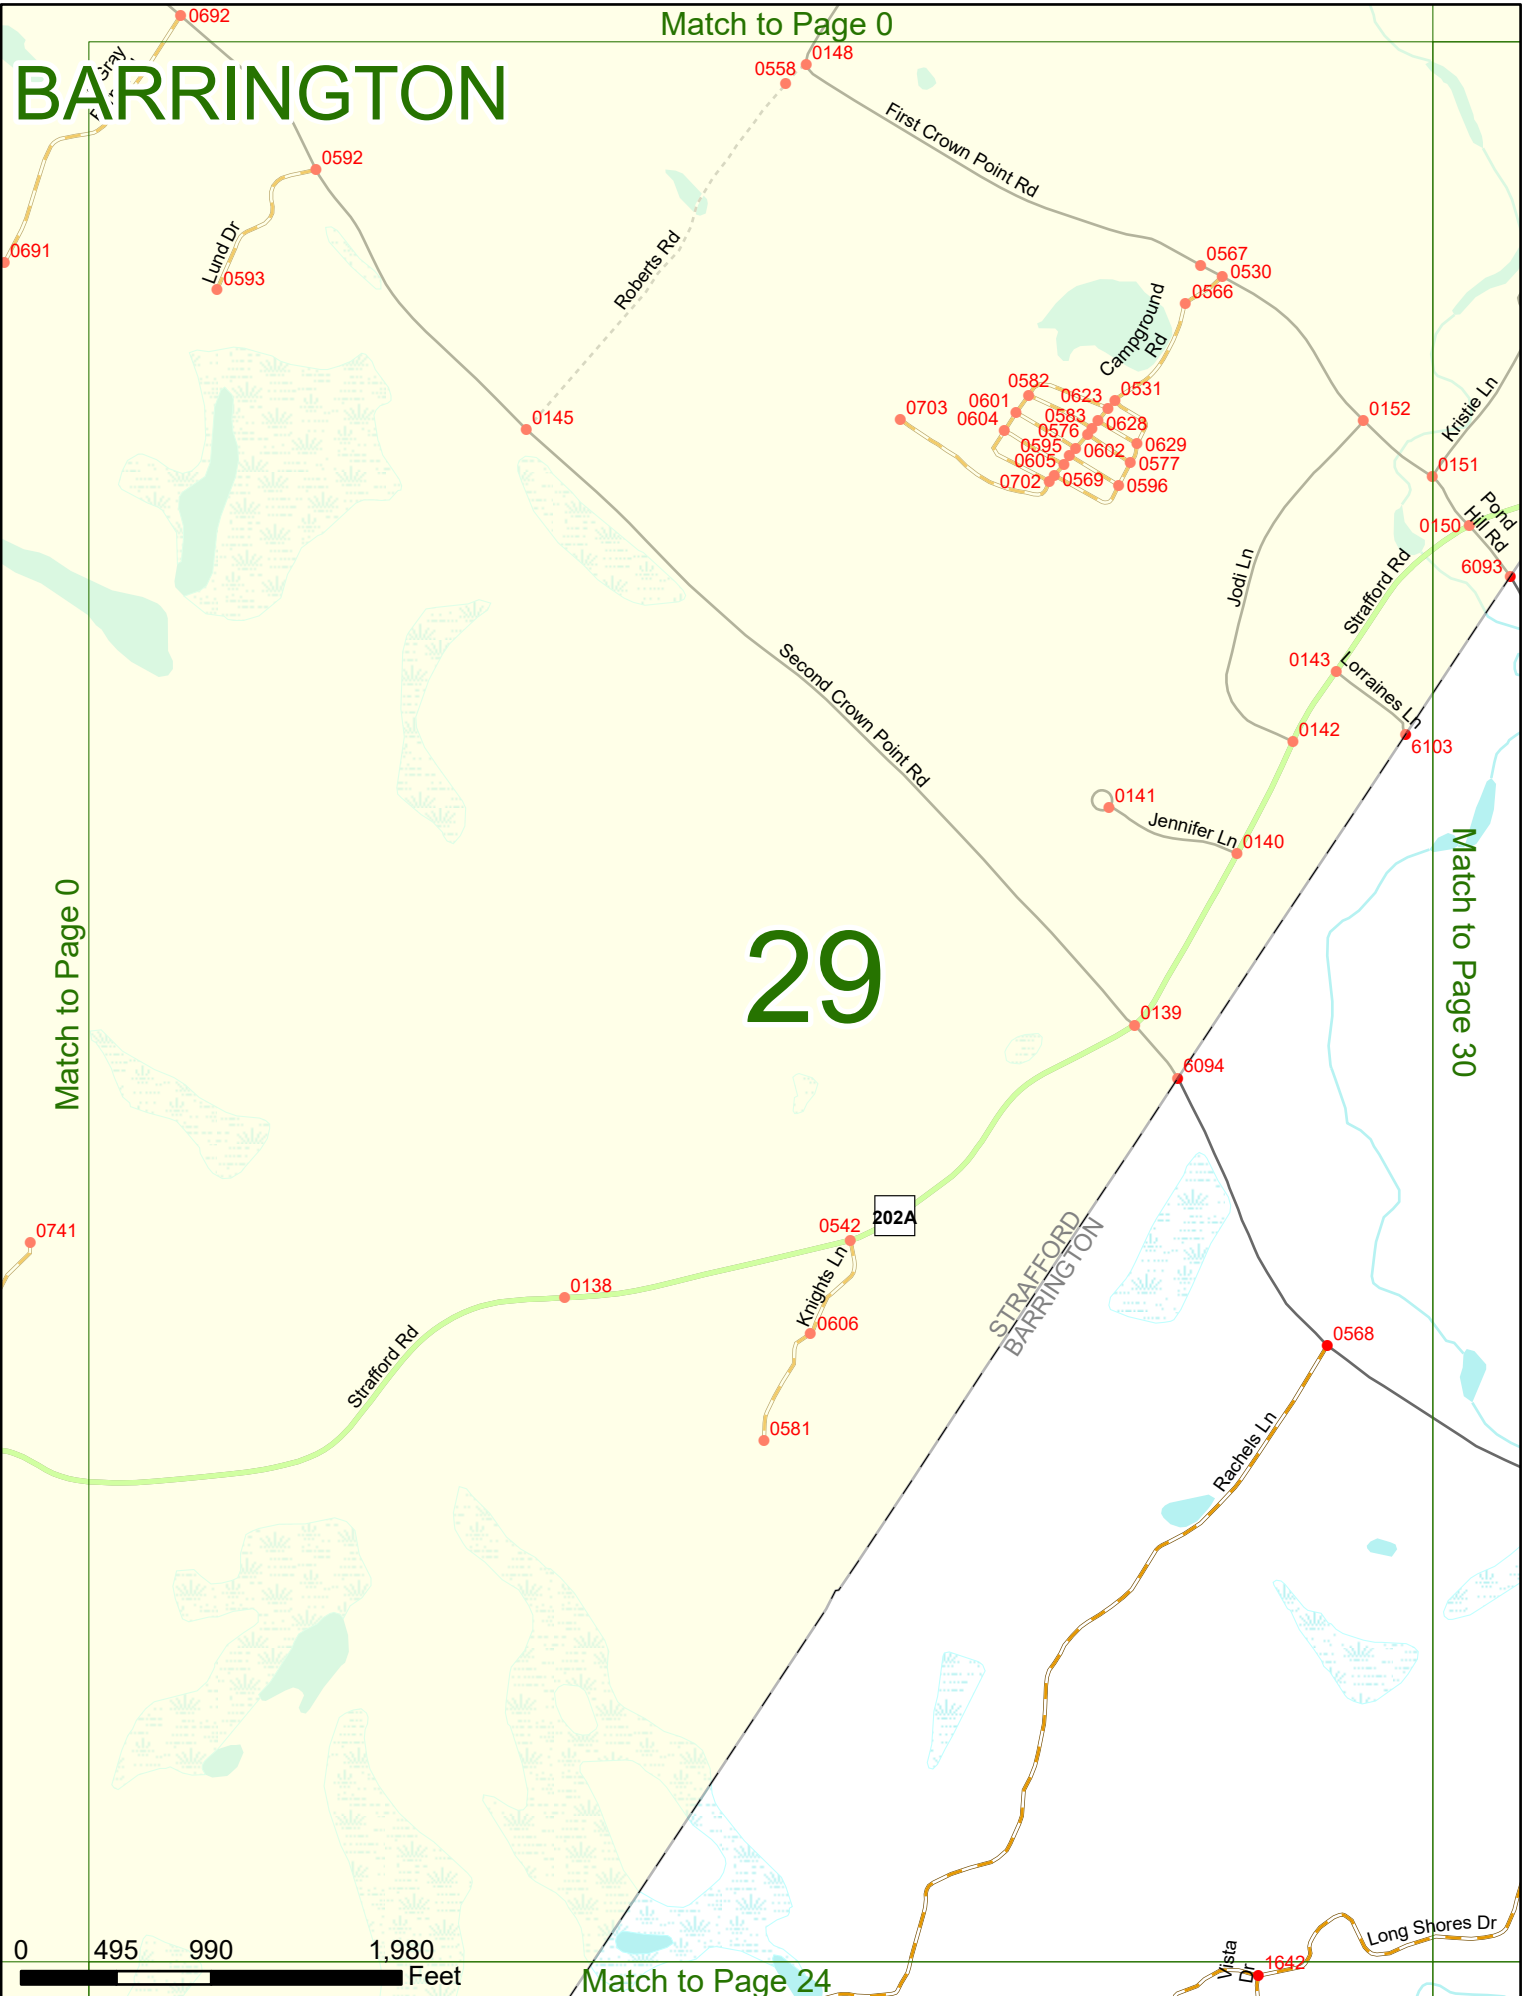 Match to Page 0
BARRINGTON
0692
Gray
0148
0558
First Crown Point Rd
0592
Lund Dr
0691
0593
Roberts Rd
0567
0530
0566
Campground
Rd
0582
0531
0623
0601
0604
0583
0628
0703
0576
0629
0595
0602
0577
0605
0702
0569
0596
0145
0152
Kristie Ln
0151
Pond
Hill Rd
0150
6093
Jodi Ln
Strafford Rd
0143
Lorraines Ln
0142
6103
Second Crown Point Rd
0141
Jennifer Ln
0140
Match to Page 0
29
Match to Page 30
0139
6094
202A
0542
0741
STRAFFORD
BARRINGTON
Knights Ln
0138
0606
Strafford Rd
0568
0581
Rachels Ln
Long Shores Dr
Vista
Dr
1642
0
495
990
1,980
Feet
Match to Page 24